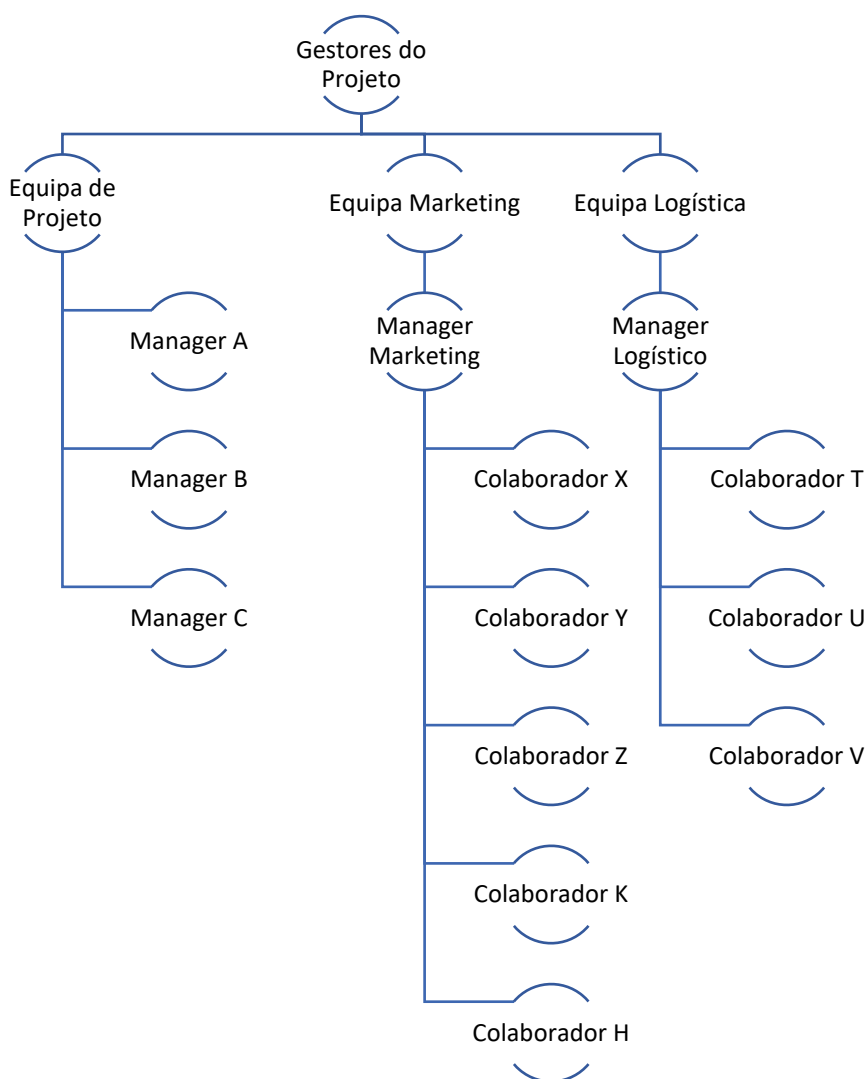 Gestores do
Projeto
Equipa de
Projeto
Equipa Marketing
Equipa Logística
Manager A
Manager B
Manager C
Manager
Marketing
Manager
Logístico
Colaborador X
Colaborador Y
Colaborador Z
Colaborador K
Colaborador H
Colaborador T
Colaborador U
Colaborador V